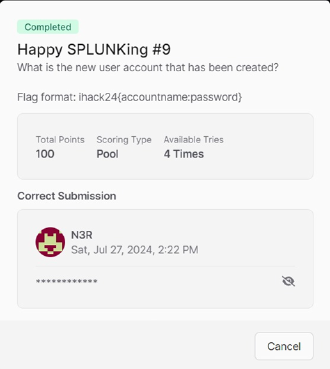 Completed
Happy SPLUNKing #9
What is the new user account that has been created?
Flag format: ihack24{accountname:password}
Total Points Scoring Type Available Tries
100 Pool 4 Times
Correct Submission
N3R
Sat, Jul 27, 2024, 2:22 PM
************
Cancel